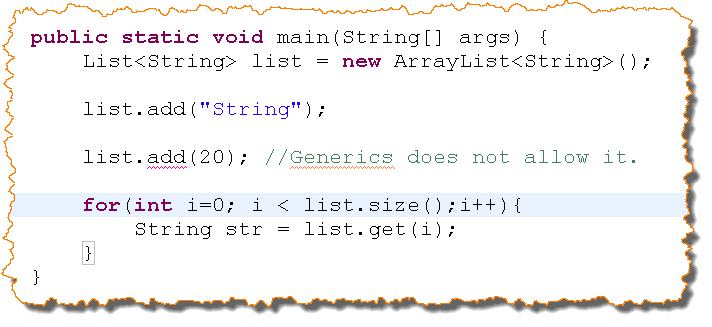 public static void main(String[] args) {
List<String> list = new ArrayList<String>();
list.add("String");
list.add(20); //Generics does not allow it.
for(int i=0; i < list.size();i++){
String str = list.get(i);
}
}